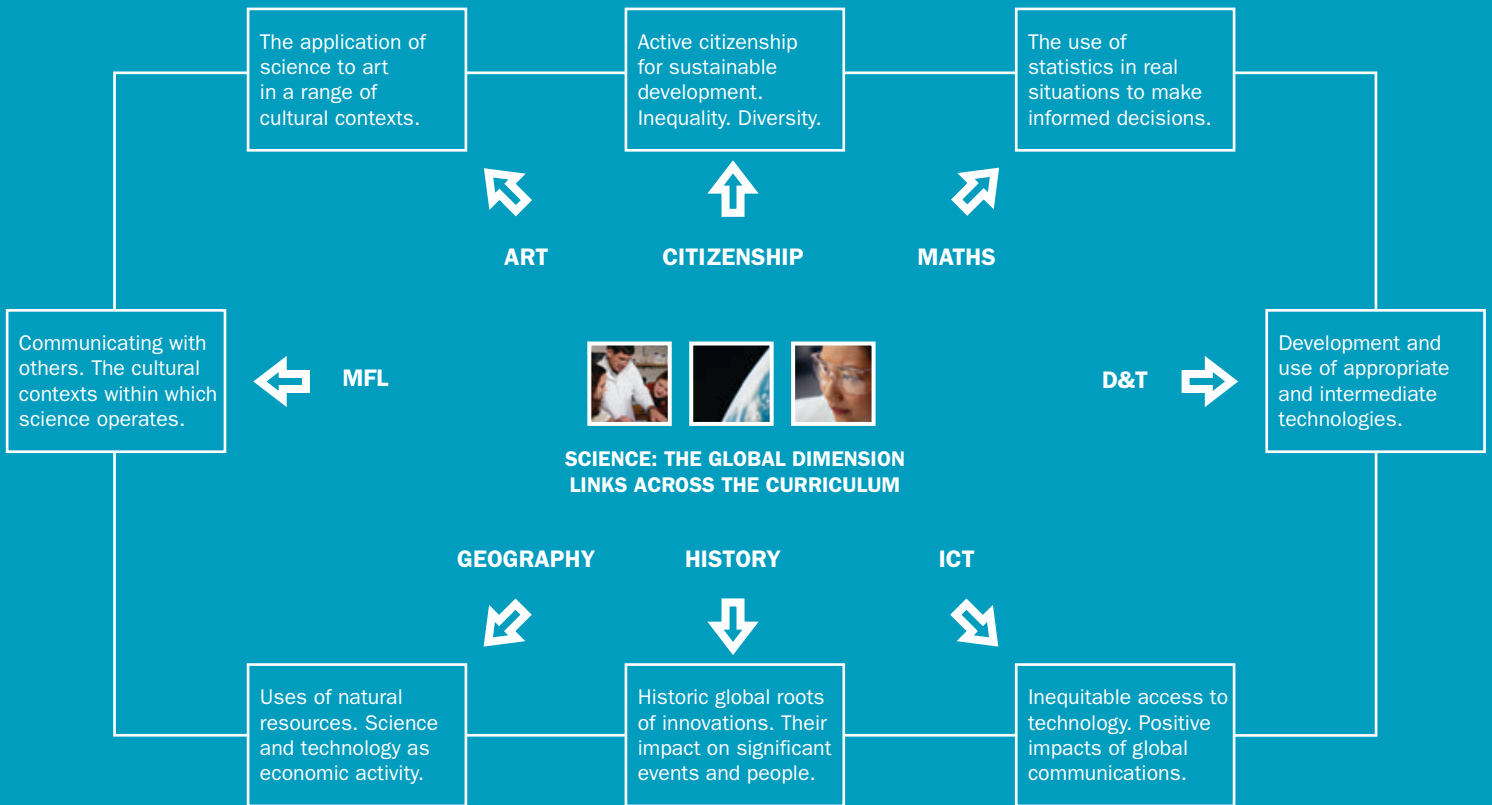 The application of
science to art
in a range of
cultural contexts.
Active citizenship
for sustainable
development.
Inequality. Diversity.
The use of
statistics in real
situations to make
informed decisions.
ART
CITIZENSHIP
MATHS
Communicating with
others. The cultural
contexts within which
science operates.
MFL
D&T
Development and
use of appropriate
and intermediate
technologies.
SCIENCE: THE GLOBAL DIMENSION
LINKS ACROSS THE CURRICULUM
GEOGRAPHY
HISTORY
ICT
Uses of natural
resources. Science
and technology as
economic activity.
Historic global roots
of innovations. Their
impact on significant
events and people.
Inequitable access to
technology. Positive
impacts of global
communications.